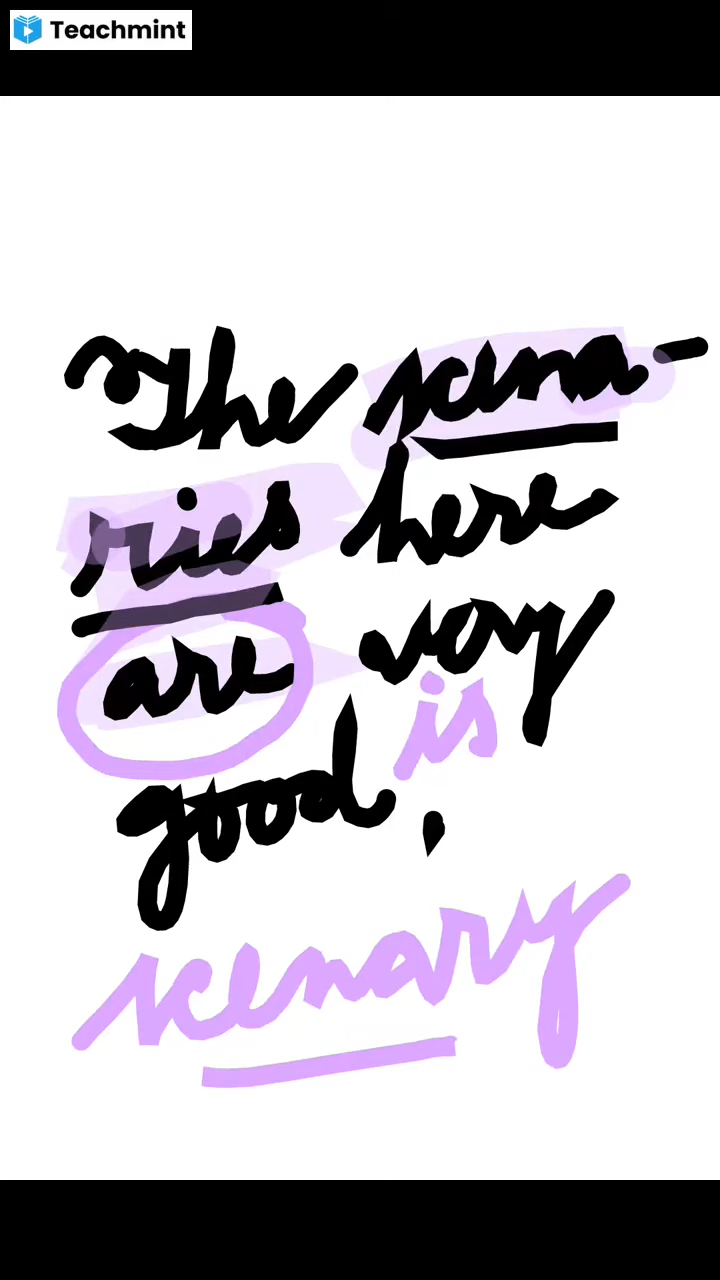 Teachmint
The scena-
ries here
are very
is
good.
scenary